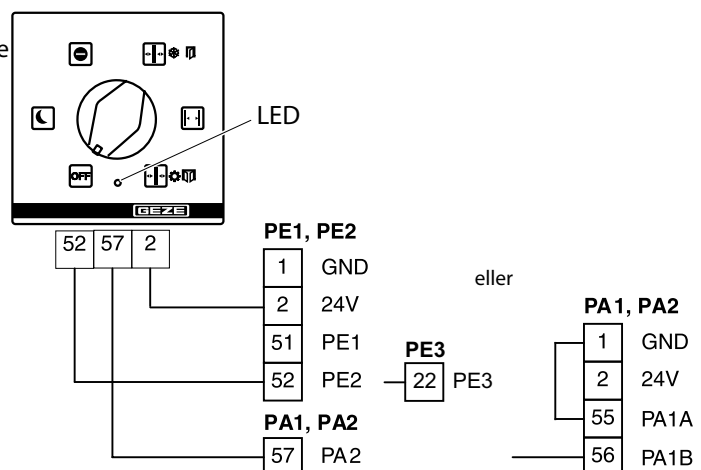 e
LED
OFF
GEZE
52 57 2
PE1, PE2
1 GND
2 24V
51 PE1
52 PE2
PE3
22 PE3
PA1, PA2
57 PA2
eller
PA1, PA2
1 GND
2 24V
55 PA1A
56 PA1B